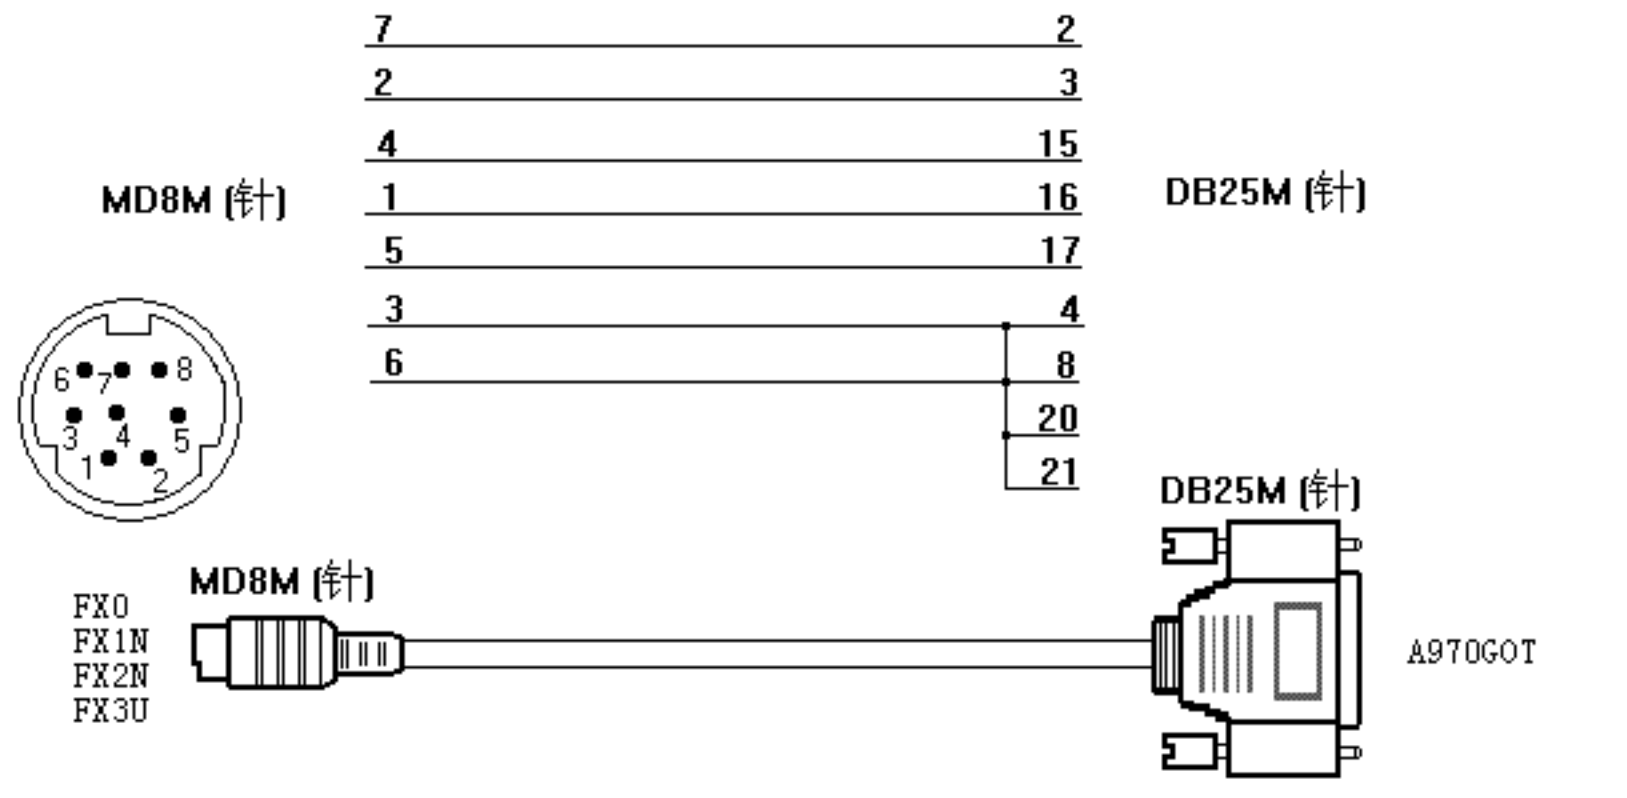 7 2
2 3
4 15
MD8M (针) 1 16 DB25M (针)
5 17
3 4
6 8
6 7 8
20
3 4 5
1 2
21
DB25M (针)
MD8M (针)
FX0
FX1N
FX2N
FX3U
A970GOT